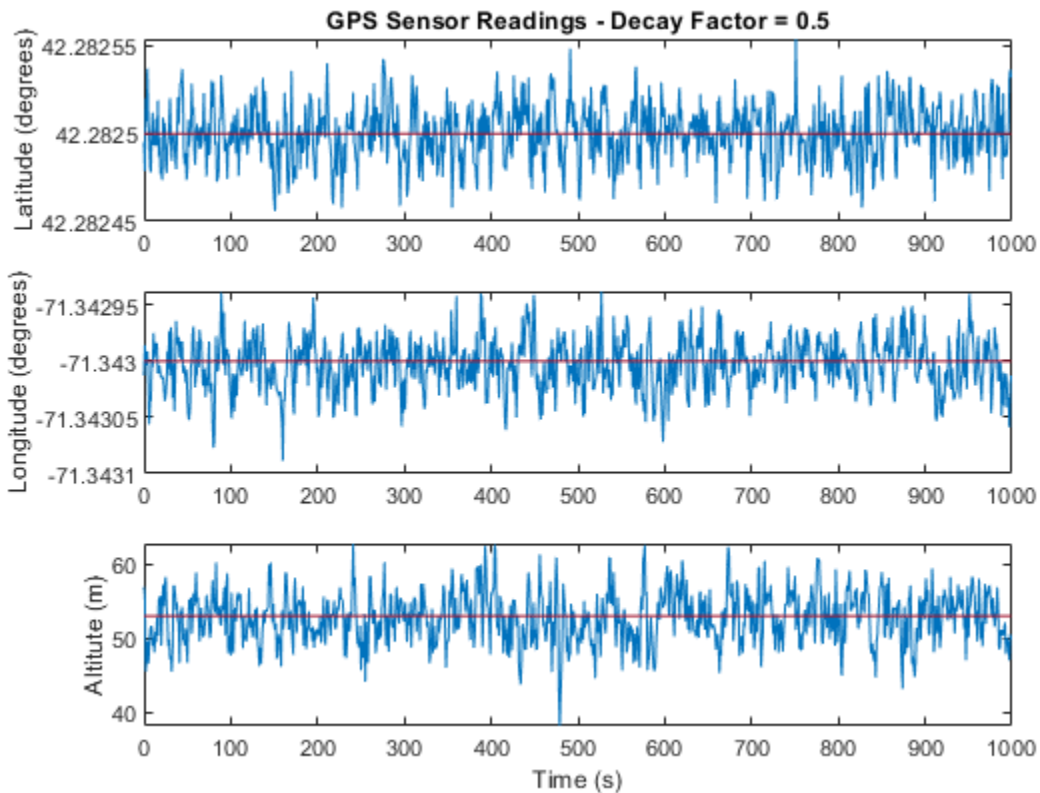 GPS Sensor Readings - Decay Factor = 0.5
Latitude (degrees)
42.28255
42.2825
42.28245
0 100 200 300 400 500 600 700 800 900 1000
Longitude (degrees)
-71.34295
-71.343
-71.34305
-71.3431
0 100 200 300 400 500 600 700 800 900 1000
Altitute (m)
60
50
40
0 100 200 300 400 500 600 700 800 900 1000
Time (s)